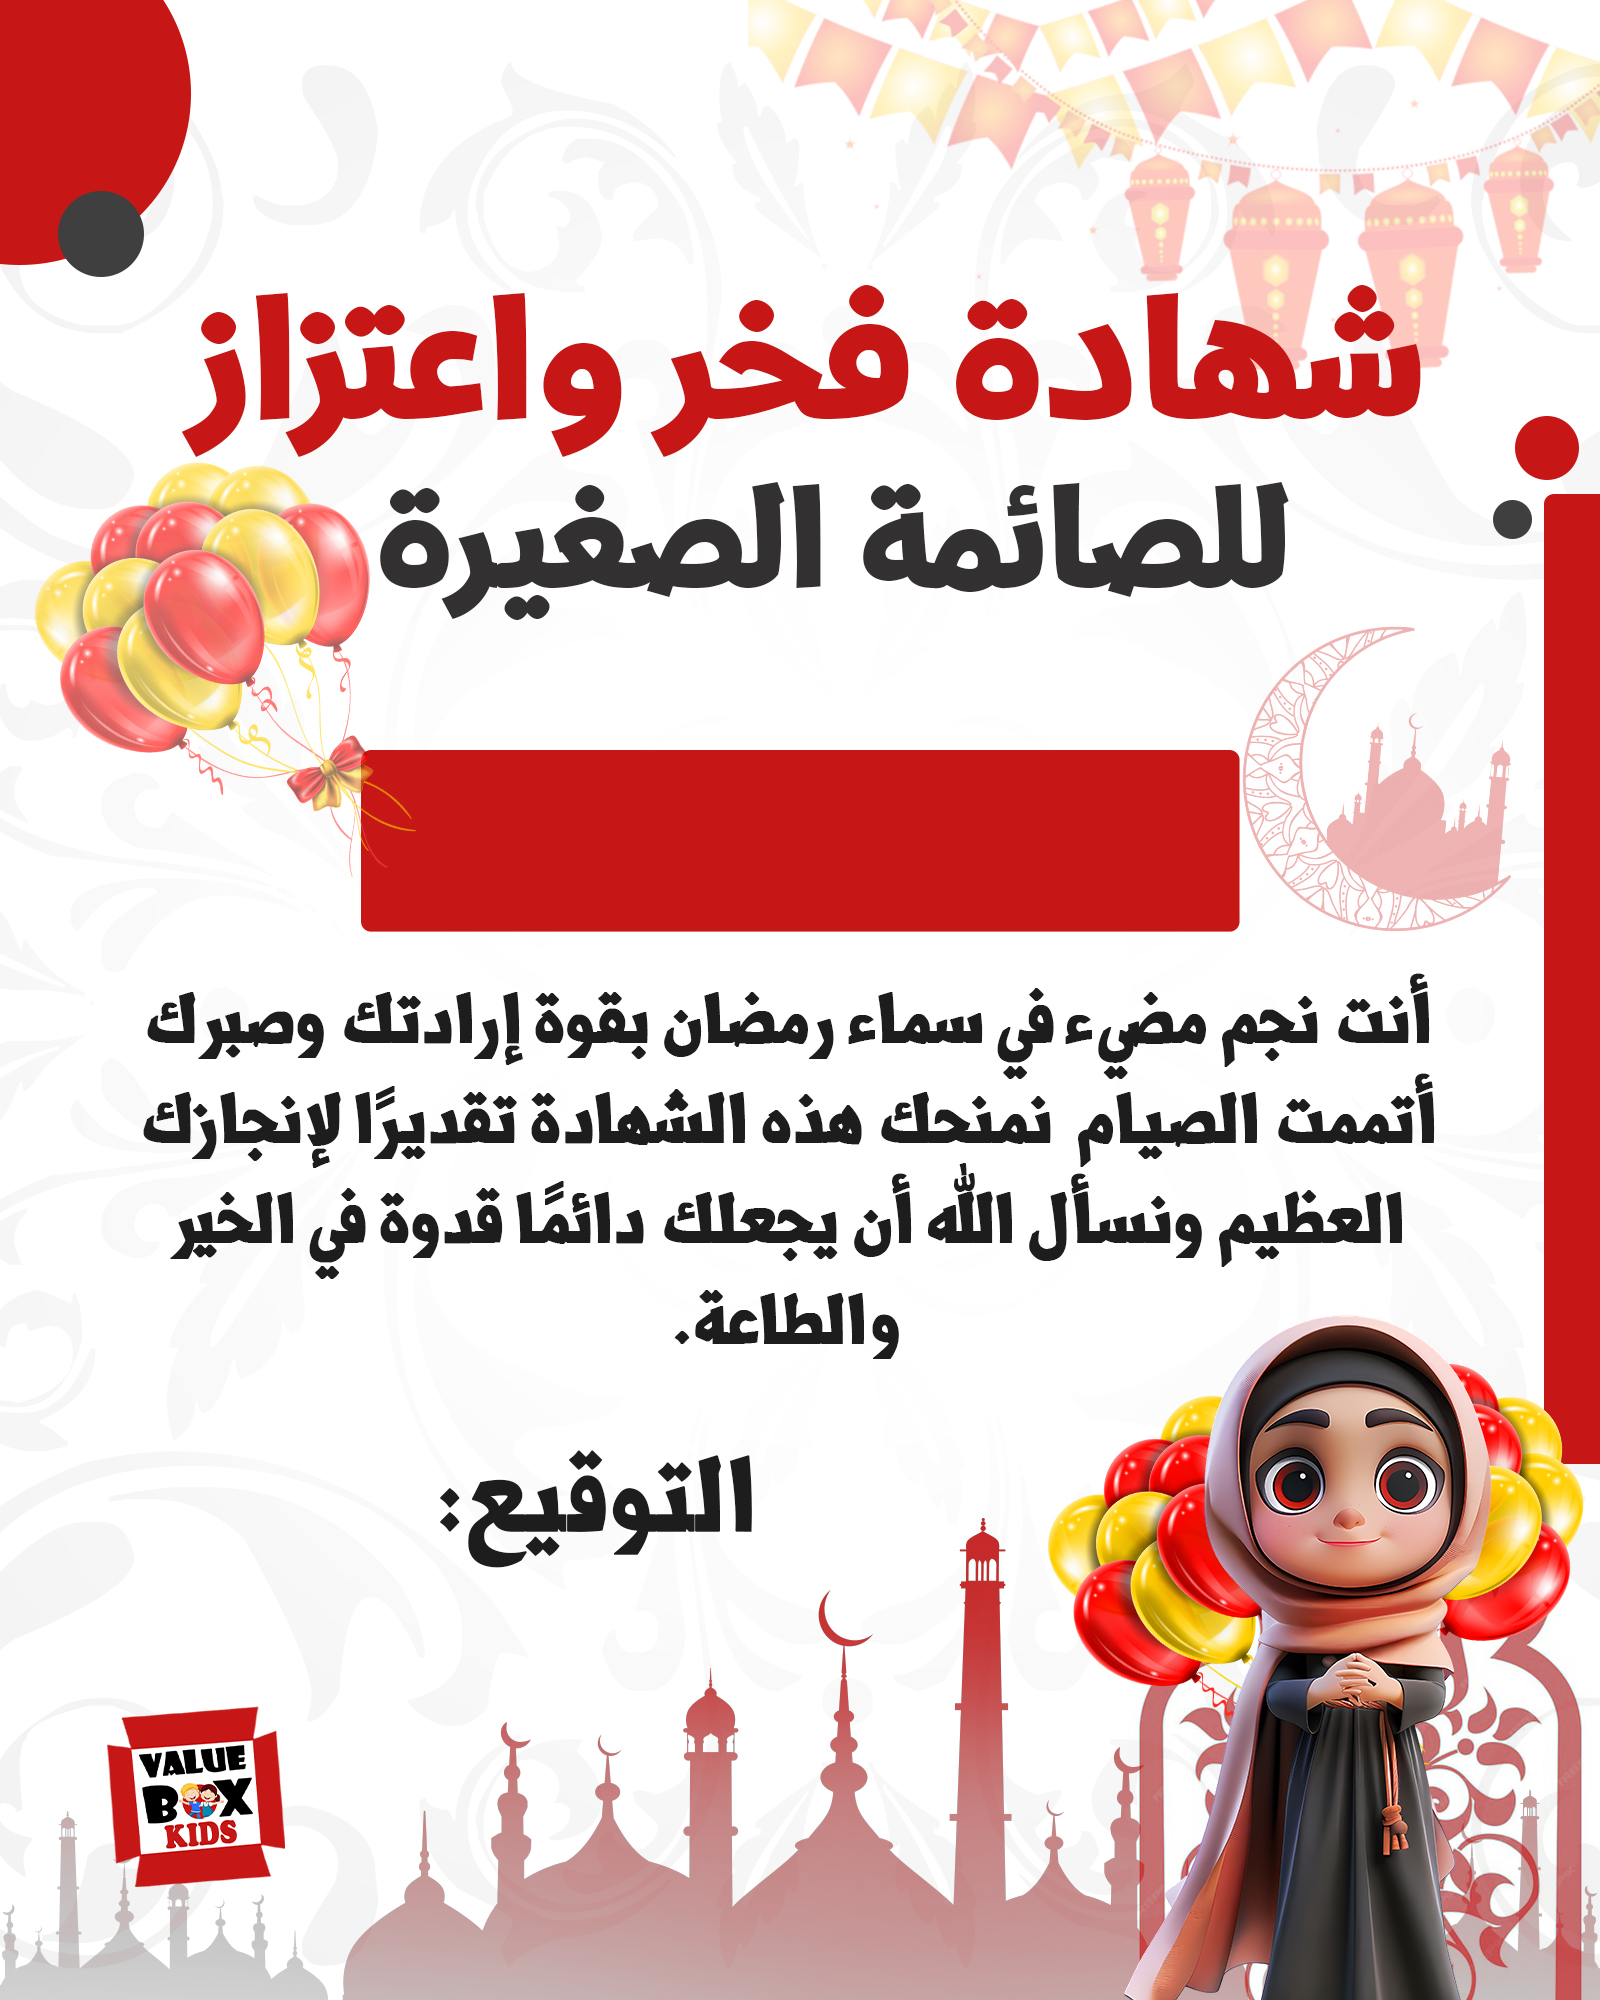 شهادة فخر واعتزاز
للصائمة الصغيرة
أنت نجم مضيء في سماء رمضان بقوة إرادتك وصبرك
أتممت الصيام نمنحك هذه الشهادة تقديرًا لإنجازك
العظيم ونسأل الله أن يجعلك دائمًا قدوة في الخير
والطاعة.
التوقيع:
VALUE
BOX
KIDS